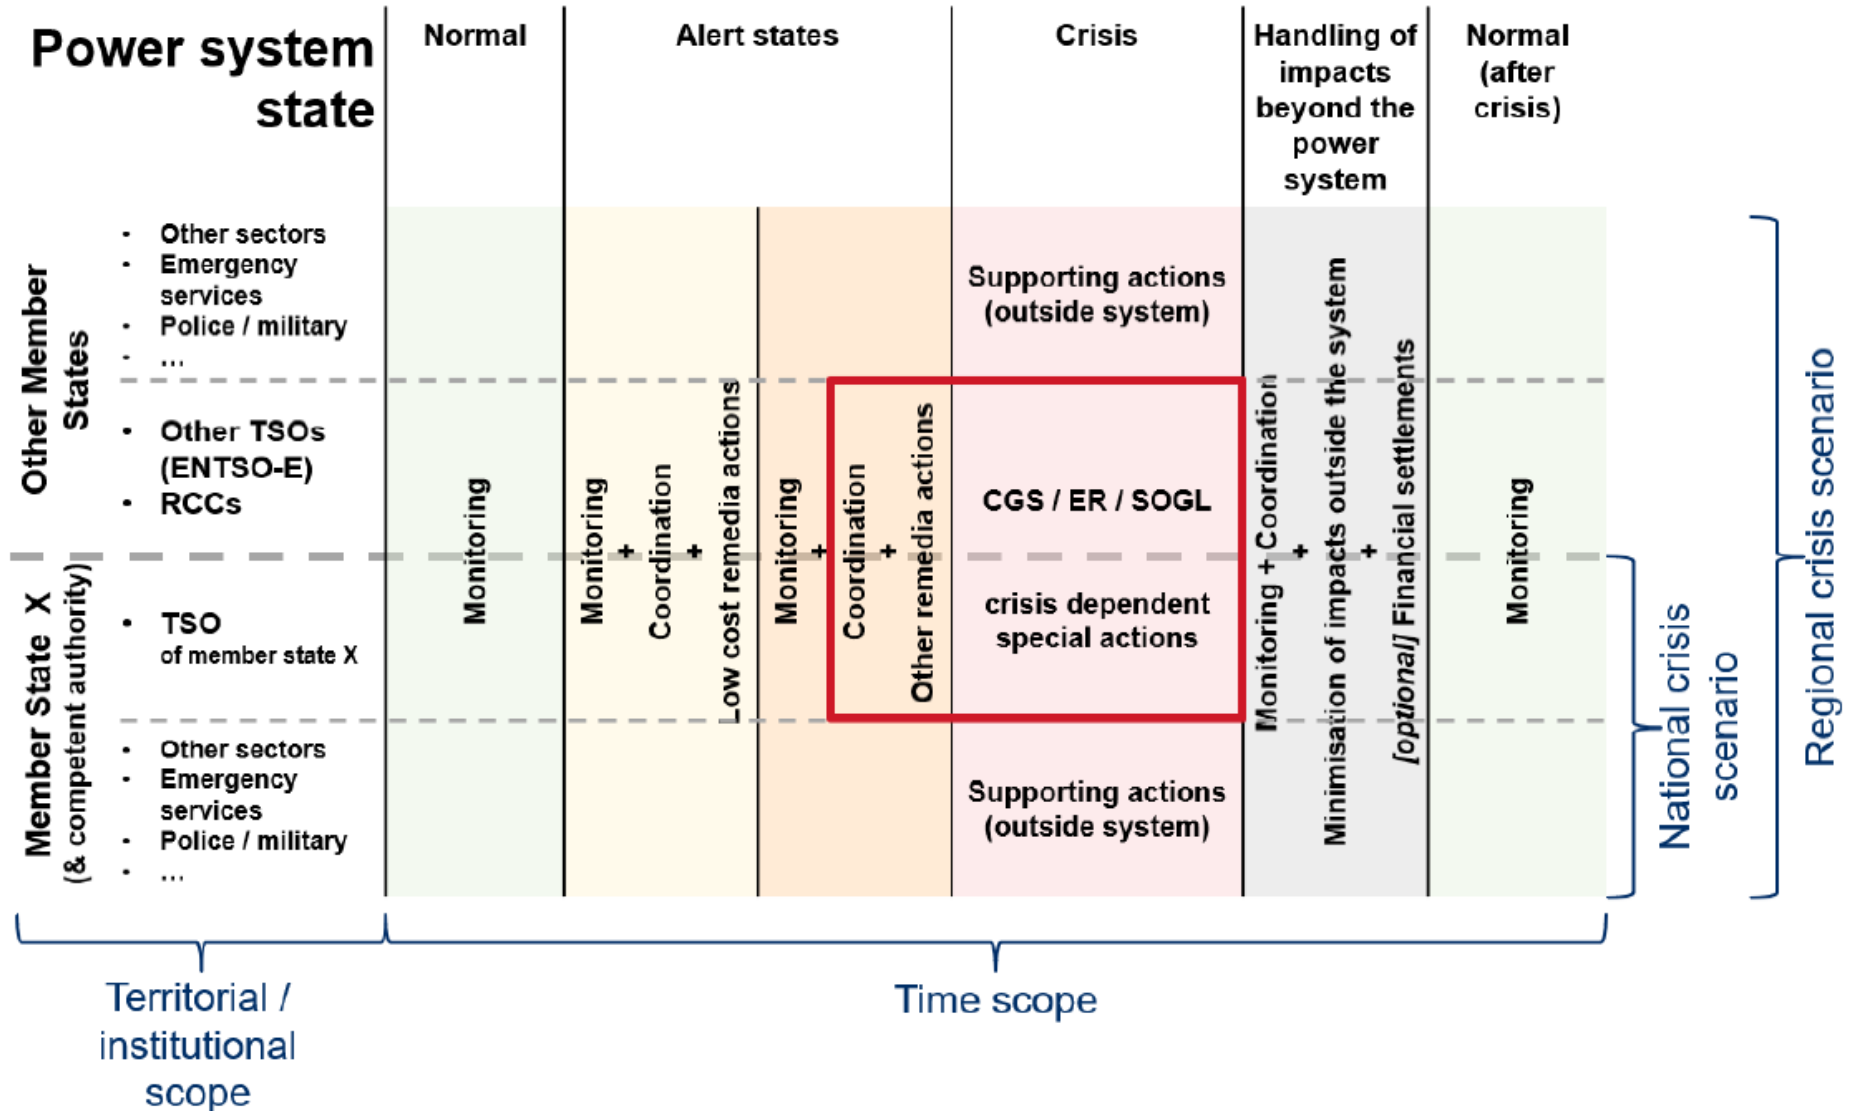 Power system
state
Normal
Alert states
Crisis
Handling of
impacts
beyond the
power
system
Normal
(after
crisis)
Other Member
States
• Other sectors
• Emergency
services
• Police / military
• ...
• Other TSOs
(ENTSO-E)
• RCCs
Member State X
(& competent authority)
• TSO
of member state X
• Other sectors
• Emergency
services
• Police / military
• ...
Monitoring
Monitoring
+
Coordination
+
Low cost remedia actions
Monitoring
+
Coordination
+
Other remedia actions
Supporting actions
(outside system)
CGS / ER / SOGL
crisis dependent
special actions
Supporting actions
(outside system)
Monitoring + Coordination
+
Minimisation of impacts outside the system
+
[optional] Financial settlements
Monitoring
National crisis
scenario
Regional crisis scenario
Territorial /
institutional
scope
Time scope